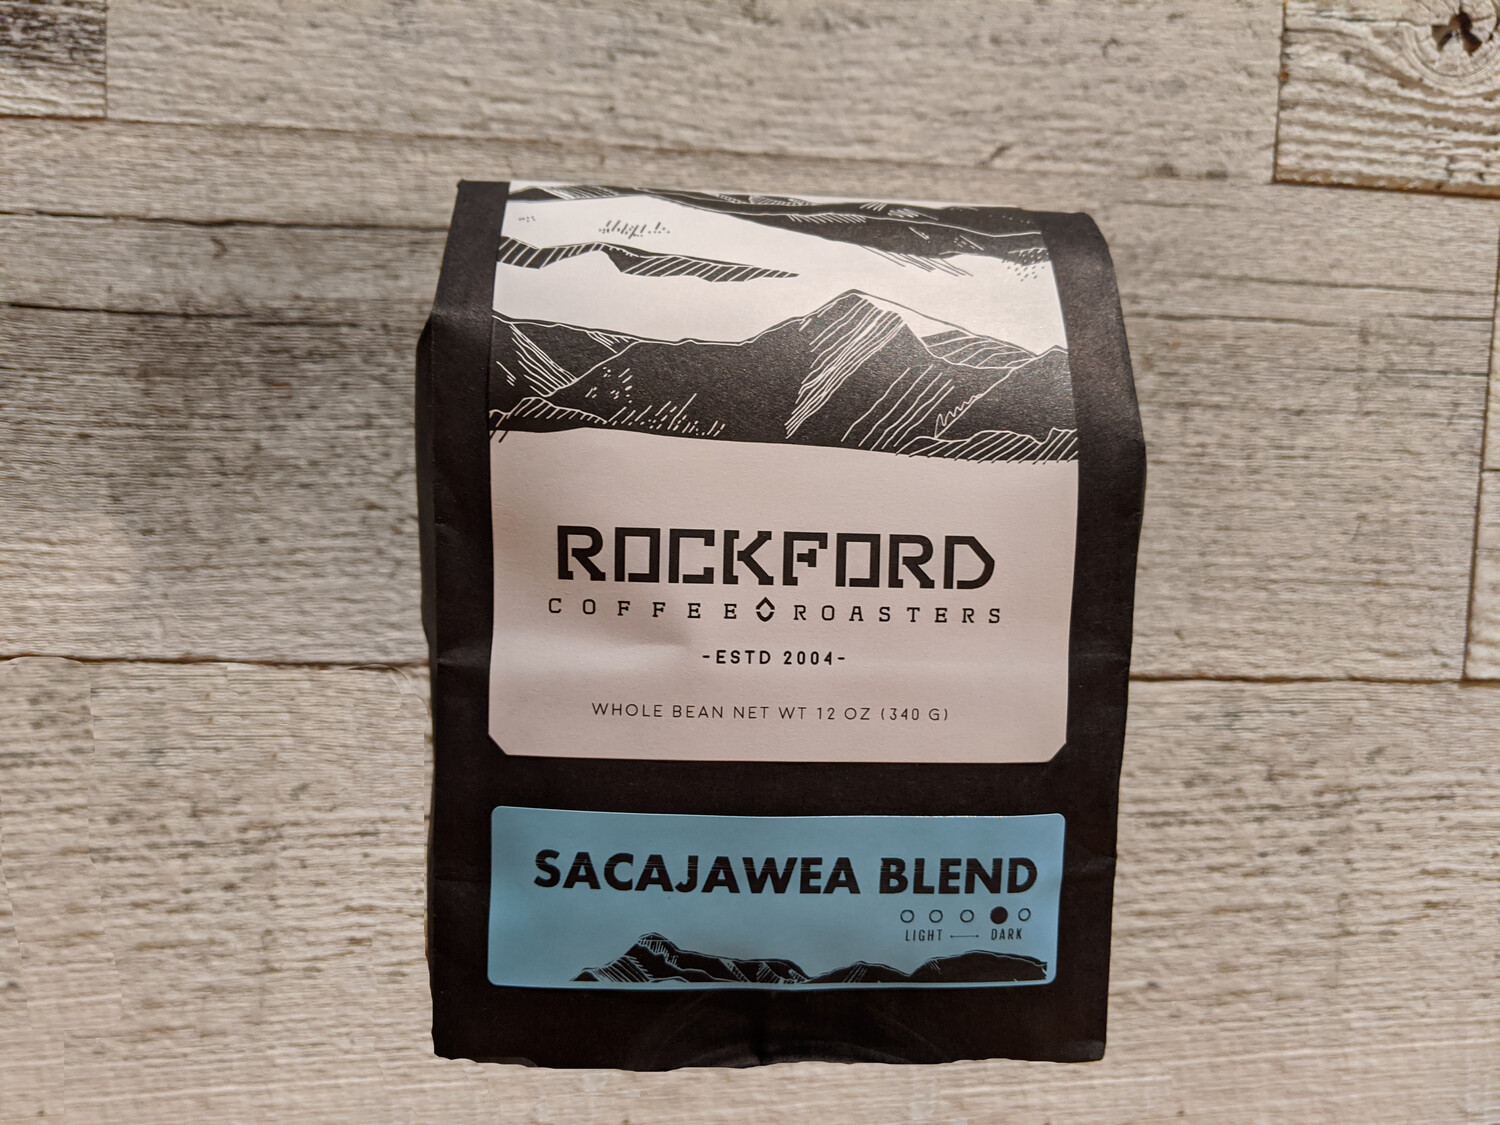 ROCKFORD
COFFEE ROASTERS
-ESTD 2004-
WHOLE BEAN NET WT 12 OZ (340 G)
SACAJAWEA BLEND
LIGHT DARK